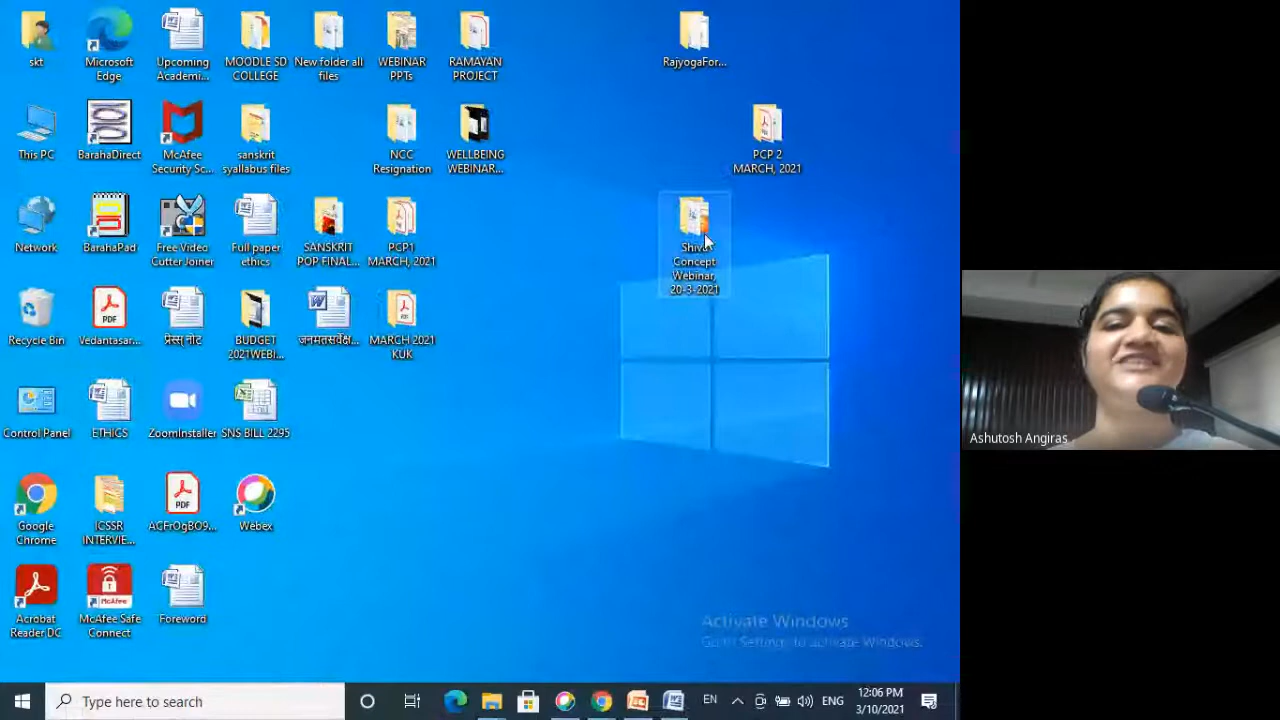 skt
Microsoft
Edge
Upcoming
Academi...
MOODLE SD
COLLEGE
New folder all
files
WEBINAR
PPTs
RAMAYAN
PROJECT
RajyogaFor...
This PC
BarahaDirect
McAfee
Security Sc...
sanskrit
syallabus files
NCC
Resignation
WELLBEING
WEBINAR...
PCP 2
MARCH, 2021
Network
BarahaPad
Free Video
Cutter Joiner
Full paper
ethics
SANSKRIT
POP FINAL...
PCP1
MARCH, 2021
Concept
Webinar,
20-3-2021
Recycle Bin
PDF
Vedantasar...
प्रेस्स् नोट
BUDGET
2021WEBI...
जनमतसर्वेक्ष...
MARCH 2021
KUK
Control Panel
ETHICS
ZoomInstaller
SNS BILL 2295
Google
Chrome
ICSSR
INTERVIE...
PDF
ACFrOgBO9...
Webex
Acrobat
Reader DC
McAfee
McAfee Safe
Connect
Foreword
Activate Windows
Go to Settings to activate Windows.
Ashutosh Angiras
Type here to search
EN
ENG
12:06 PM
3/10/2021